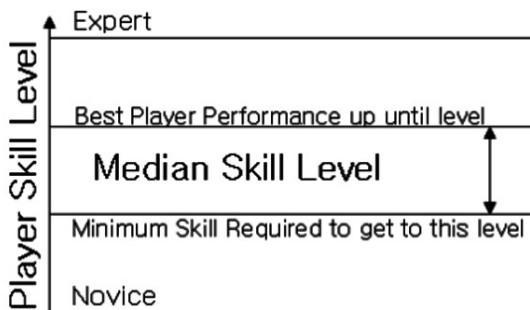 Player Skill Level
Expert
Best Player Performance up until level
Median Skill Level
Minimum Skill Required to get to this level
Novice